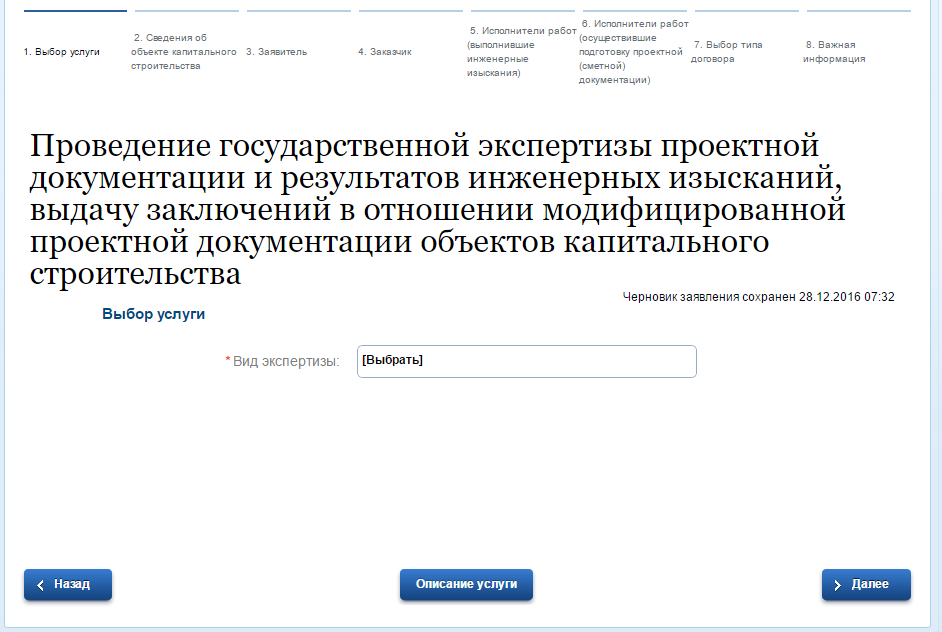 1. Выбор услуги
2. Сведения об
объекте капитального
строительства
3. Заявитель
4. Заказчик
5. Исполнители работ
(выполнившие
инженерные
изыскания)
6. Исполнители работ
(осуществившие
подготовку проектной
(сметной)
документации)
7. Выбор типа
договора
8. Важная
информация
Проведение государственной экспертизы проектной
документации и результатов инженерных изысканий,
выдачу заключений в отношении модифицированной
проектной документации объектов капитального
строительства
Черновик заявления сохранен 28.12.2016 07:32
Выбор услуги
* Вид экспертизы: [Выбрать]
Назад Описание услуги Далее